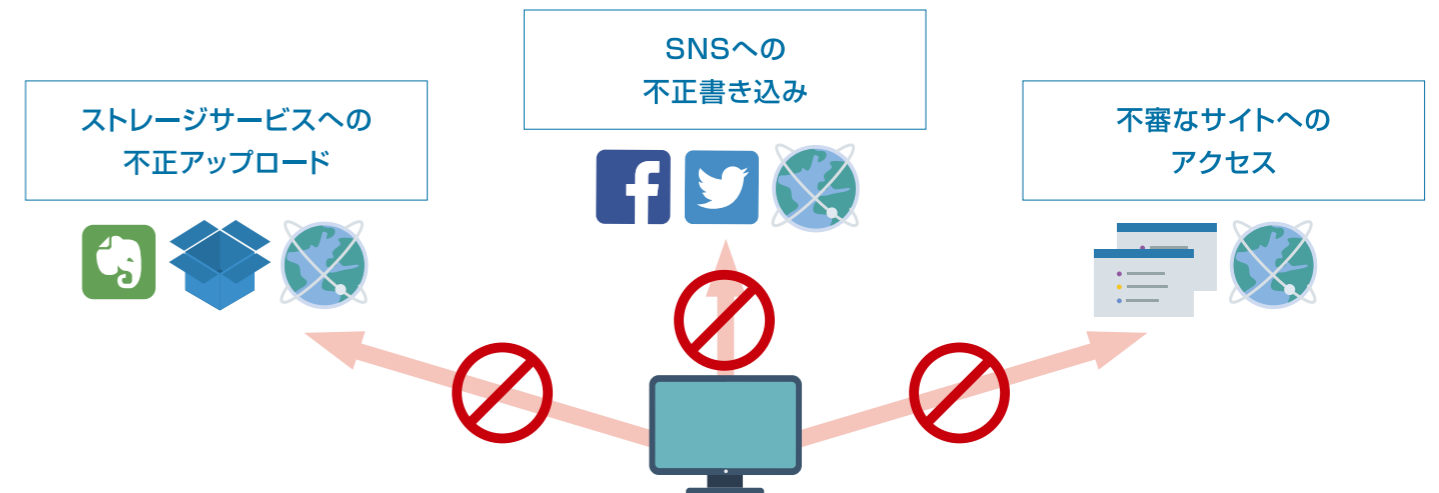 ストレージサービスへの
不正アップロード
SNSへの
不正書き込み
不審なサイトへの
アクセス